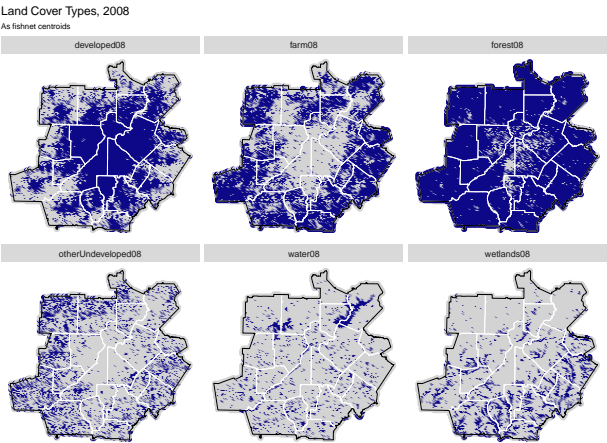 Land Cover Types, 2008
As fishnet centroids
developed08
farm08
forest08
otherUndeveloped08
water08
wetlands08